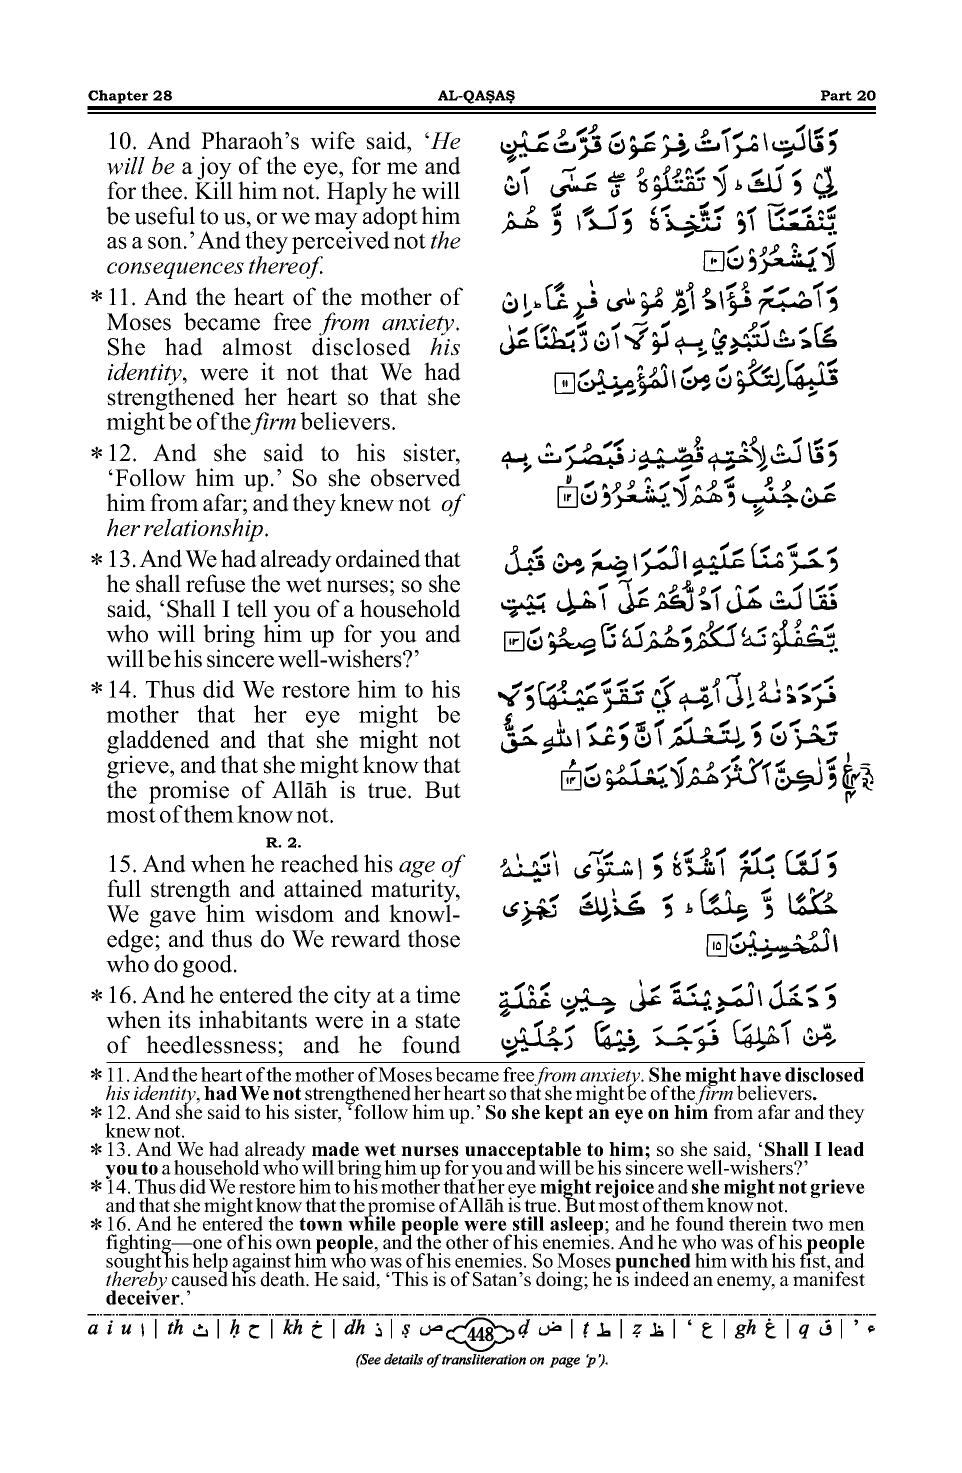 Chapter 28 AL-QAṢAṢ Part 20
10. And Pharaoh’s wife said, ‘He
will be a joy of the eye, for me and
for thee. Kill him not. Haply he will
be useful to us, or we may adopt him
as a son.’ And they perceived not the
consequences thereof.
* 11. And the heart of the mother of
Moses became free from anxiety.
She had almost disclosed his
identity, were it not that We had
strengthened her heart so that she
might be of the firm believers.
* 12. And she said to his sister,
‘Follow him up.’ So she observed
him from afar; and they knew not of
her relationship.
* 13. And We had already ordained that
he shall refuse the wet nurses; so she
said, ‘Shall I tell you of a household
who will bring him up for you and
will be his sincere well-wishers?’
* 14. Thus did We restore him to his
mother that her eye might be
gladdened and that she might not
grieve, and that she might know that
the promise of Allāh is true. But
most of them know not.
R. 2.
15. And when he reached his age of
full strength and attained maturity,
We gave him wisdom and knowl-
edge; and thus do We reward those
who do good.
* 16. And he entered the city at a time
when its inhabitants were in a state
of heedlessness; and he found
وَقَالَتِ امْرَاَتُ فِرْعَوْنَ قُرَّتُ عَيْنٍ
لِّيْ وَلَكَ ؕ لَا تَقْتُلُوْهُ ۖۗ عَسٰٓى اَنْ
يَّنْفَعَنَاۤ اَوْ نَتَّخِذَهٗ وَلَدًا وَّ هُمْ
لَا يَشْعُرُوْنَ ۱۰
وَاَصْبَحَ فُؤَادُ اُمِّ مُوْسٰى فٰرِغًا ؕ اِنْ
كَادَتْ لَتُبْدِيْ بِهٖ لَوْلَاۤ اَنْ رَّبَطْنَا عَلٰى
قَلْبِهَا لِتَكُوْنَ مِنَ الْمُؤْمِنِيْنَ ۱۱
وَقَالَتْ لِاُخْتِهٖ قُصِّيْهِ ز فَبَصُرَتْ بِهٖ
عَنْ جُنُبٍ وَّهُمْ لَا يَشْعُرُوْنَ ۱۲
وَحَرَّمْنَا عَلَيْهِ الْمَرَاضِعَ مِنْ قَبْلُ
فَقَالَتْ هَلْ اَدُلُّكُمْ عَلٰٓى اَهْلِ بَيْتٍ
يَّكْفُلُوْنَهٗ لَكُمْ وَهُمْ لَهٗ نَاصِحُوْنَ ۱۳
فَرَدَدْنٰهُ اِلٰٓى اُمِّهٖ كَيْ تَقَرَّ عَيْنُهَا وَلَا
تَحْزَنَ وَلِتَعْلَمَ اَنَّ وَعْدَ اللّٰهِ حَقٌّ
وَّلٰكِنَّ اَكْثَرَهُمْ لَا يَعْلَمُوْنَ ۱۴
وَلَمَّا بَلَغَ اَشُدَّهٗ وَاسْتَوٰٓى اٰتَيْنٰهُ
حُكْمًا وَّ عِلْمًا ؕ وَكَذٰلِكَ نَجْزِى
الْمُحْسِنِيْنَ ۱۵
وَدَخَلَ الْمَدِيْنَةَ عَلٰى حِيْنِ غَفْلَةٍ
مِّنْ اَهْلِهَا فَوَجَدَ فِيْهَا رَجُلَيْنِ
* 11. And the heart of the mother of Moses became free from anxiety. She might have disclosed
his identity, had We not strengthened her heart so that she might be of the firm believers.
* 12. And she said to his sister, ‘follow him up.’ So she kept an eye on him from afar and they
knew not.
* 13. And We had already made wet nurses unacceptable to him; so she said, ‘Shall I lead
you to a household who will bring him up for you and will be his sincere well-wishers?’
* 14. Thus did We restore him to his mother that her eye might rejoice and she might not grieve
and that she might know that the promise of Allāh is true. But most of them know not.
* 16. And he entered the town while people were still asleep; and he found therein two men
fighting—one of his own people, and the other of his enemies. And he who was of his people
sought his help against him who was of his enemies. So Moses punched him with his fist, and
thereby caused his death. He said, ‘This is of Satan’s doing; he is indeed an enemy, a manifest
deceiver.’
a i u ا | th ث | ḥ ح | kh خ | dh ذ | ṣ ص 448 ḍ ض | ṭ ط | ẓ ظ | ‘ ع | gh غ | q ق | ’ ء
(See details of transliteration on page ‘p’).